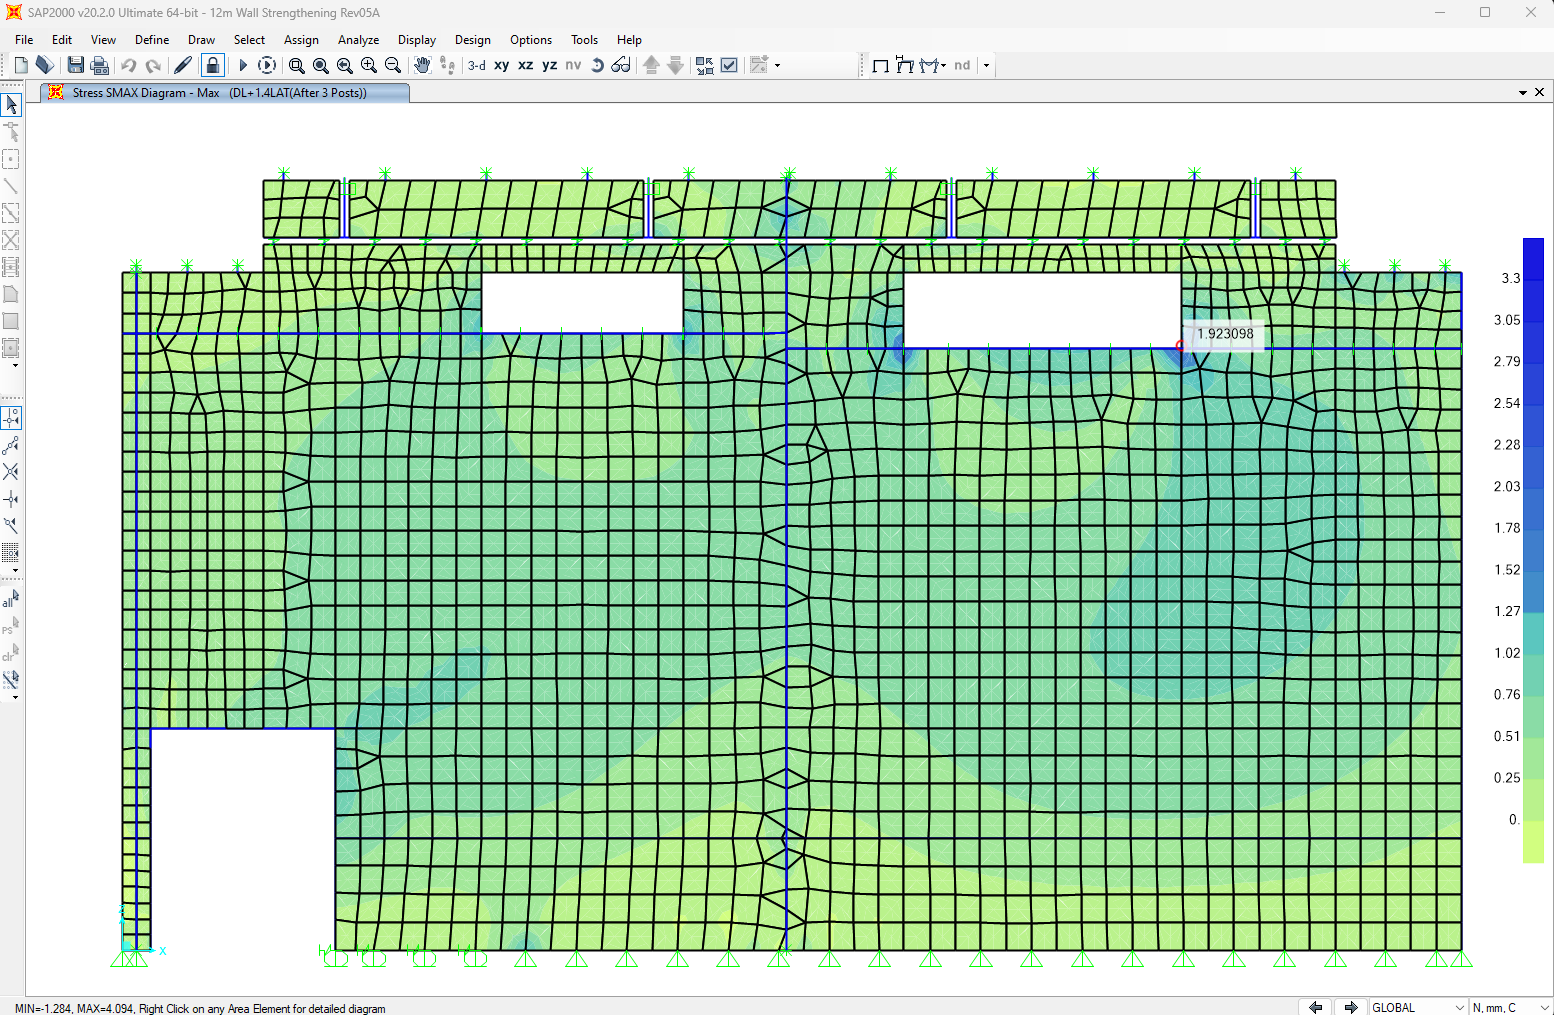 SAP2000 v20.2.0 Ultimate 64-bit - 12m Wall Strengthening Rev05A
File Edit View Define Draw Select Assign Analyze Display Design Options Tools Help
3-d xy xz yz nv nd
Stress SMAX Diagram - Max (DL+1.4LAT(After 3 Posts))
3.3
3.05
1.923098
2.79
2.54
2.28
2.03
1.78
1.52
1.27
all
1.02
PS
clr
0.76
0.51
0.25
0.
X
MIN=-1.284, MAX=4.094, Right Click on any Area Element for detailed diagram
GLOBAL
N, mm, C